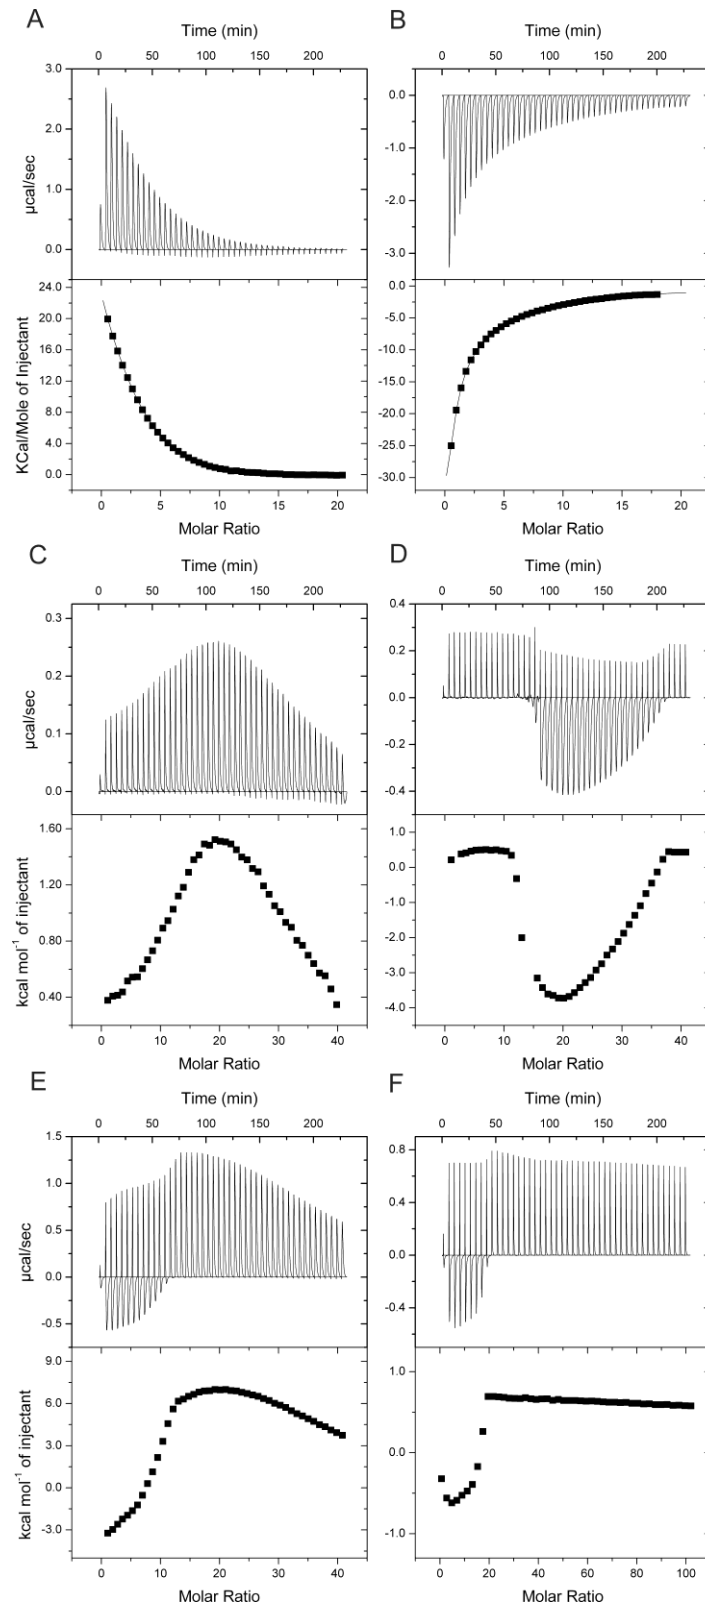 A B
Time (min) Time (min)
0 50 100 150 200 0 50 100 150 200
3.0
2.0
1.0
0.0
µcal/sec
0.0
-1.0
-2.0
-3.0
24.0
20.0
16.0
12.0
8.0
4.0
0.0
KCal/Mole of Injectant
0.0
-5.0
-10.0
-15.0
-20.0
-25.0
-30.0
0 5 10 15 20 0 5 10 15 20
Molar Ratio Molar Ratio
C D
Time (min) Time (min)
0 50 100 150 200 0 50 100 150 200
0.3
0.2
0.1
0.0
µcal/sec
0.4
0.2
0.0
-0.2
-0.4
1.60
1.20
0.80
0.40
kcal mol⁻¹ of injectant
1.0
0.0
-1.0
-2.0
-3.0
-4.0
0 10 20 30 40 0 10 20 30 40
Molar Ratio Molar Ratio
E F
Time (min) Time (min)
0 50 100 150 200 0 50 100 150 200
1.5
1.0
0.5
0.0
-0.5
µcal/sec
0.8
0.4
0.0
-0.4
9.0
6.0
3.0
0.0
-3.0
kcal mol⁻¹ of injectant
1.0
0.0
-1.0
0 10 20 30 40 0 20 40 60 80 100
Molar Ratio Molar Ratio